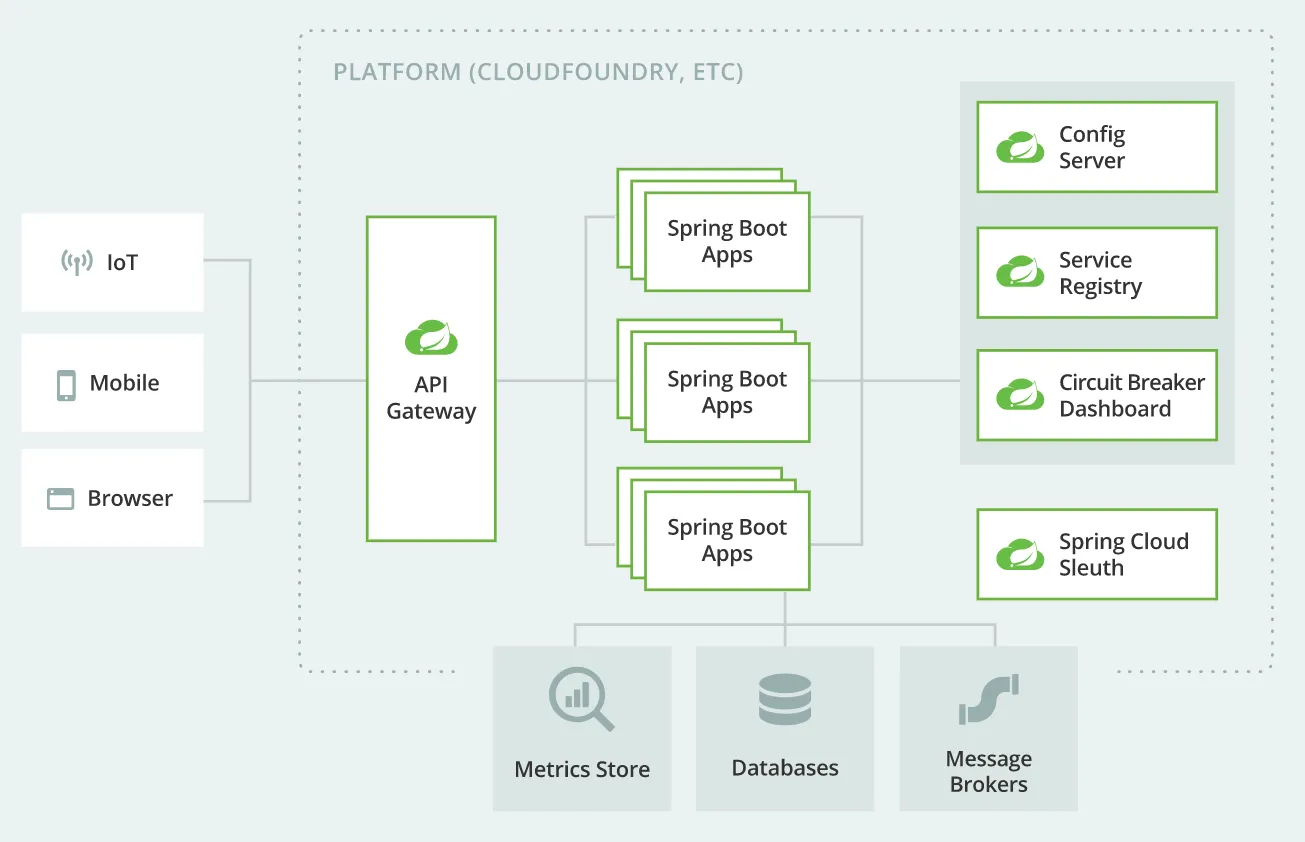 PLATFORM (CLOUDFOUNDRY, ETC)
IoT
Mobile
Browser
API
Gateway
Spring Boot
Apps
Spring Boot
Apps
Spring Boot
Apps
Config
Server
Service
Registry
Circuit Breaker
Dashboard
Spring Cloud
Sleuth
Metrics Store
Databases
Message
Brokers